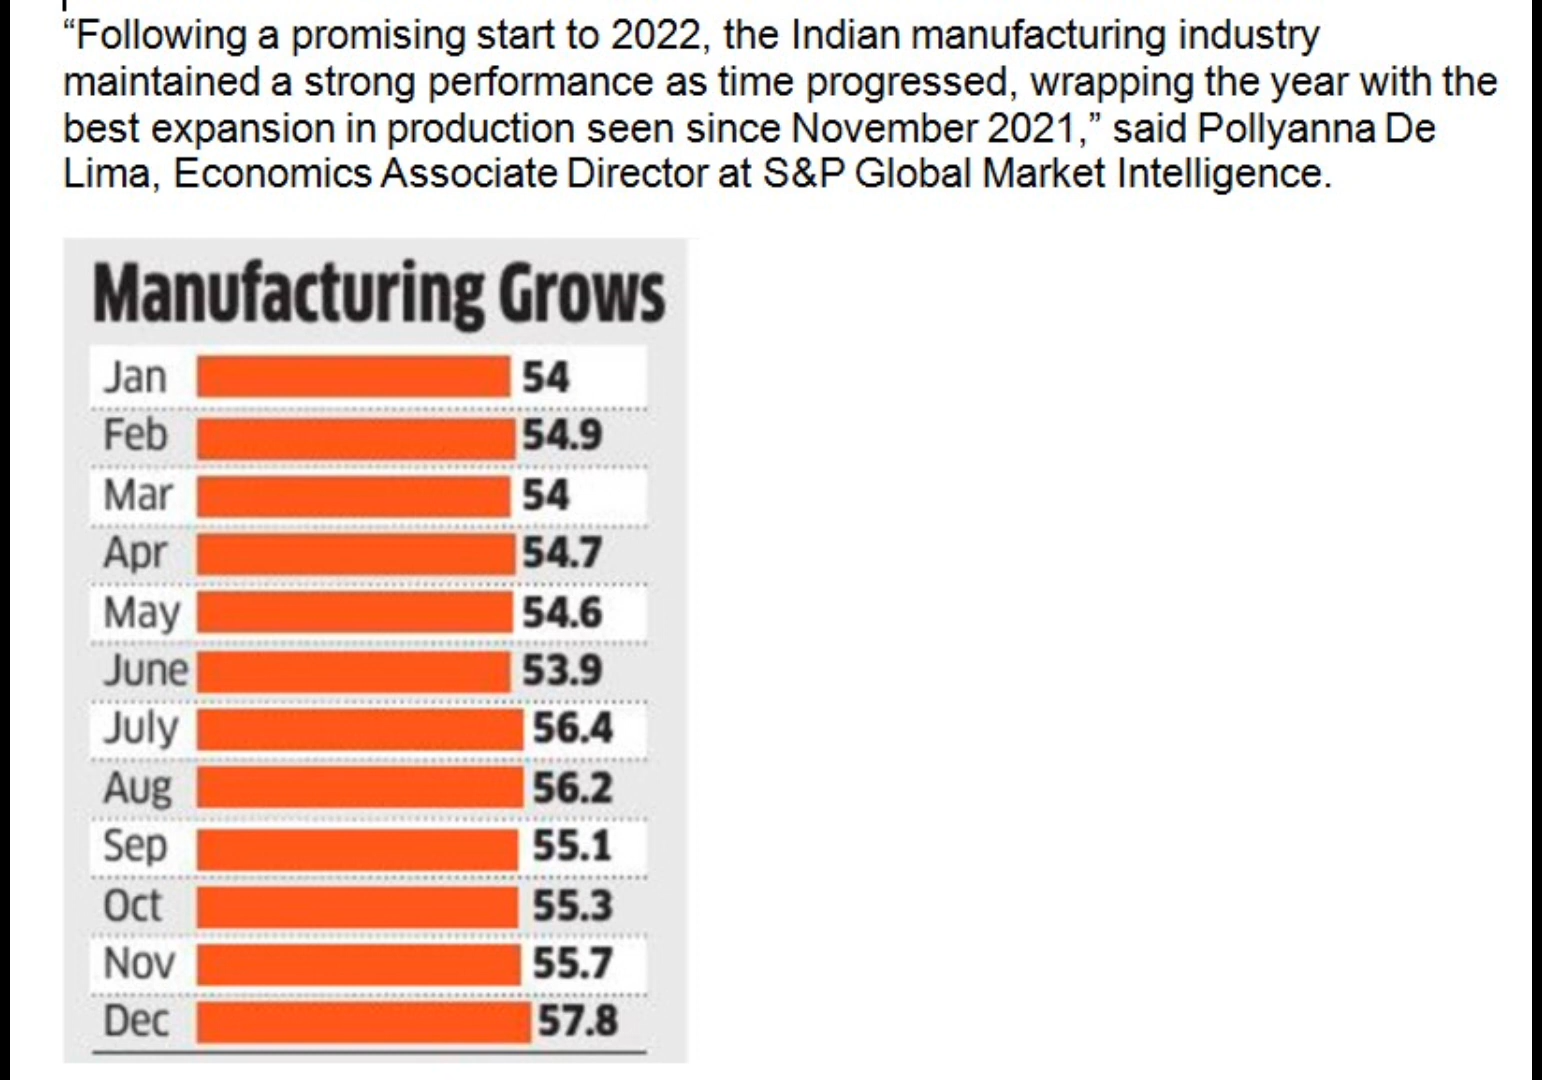 “Following a promising start to 2022, the Indian manufacturing industry
maintained a strong performance as time progressed, wrapping the year with the
best expansion in production seen since November 2021,” said Pollyanna De
Lima, Economics Associate Director at S&P Global Market Intelligence.
Manufacturing Grows
Jan 54
Feb 54.9
Mar 54
Apr 54.7
May 54.6
June 53.9
July 56.4
Aug 56.2
Sep 55.1
Oct 55.3
Nov 55.7
Dec 57.8